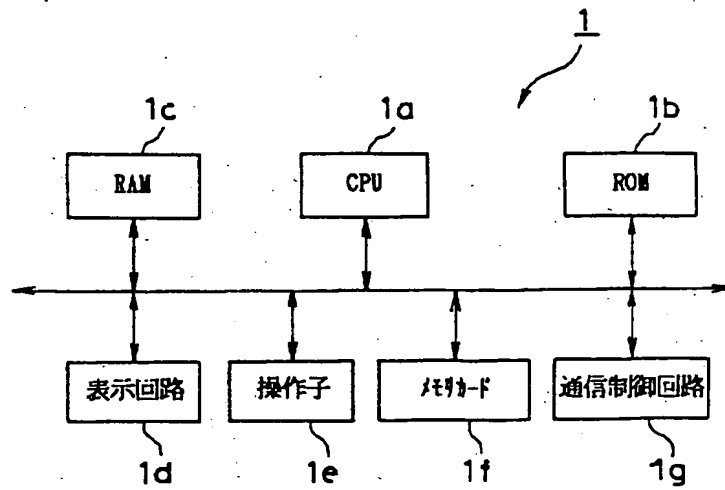 1
1c
1a
1b
RAM
CPU
ROM
表示回路
操作子
メモリカード
通信制御回路
1d
1e
1f
1g